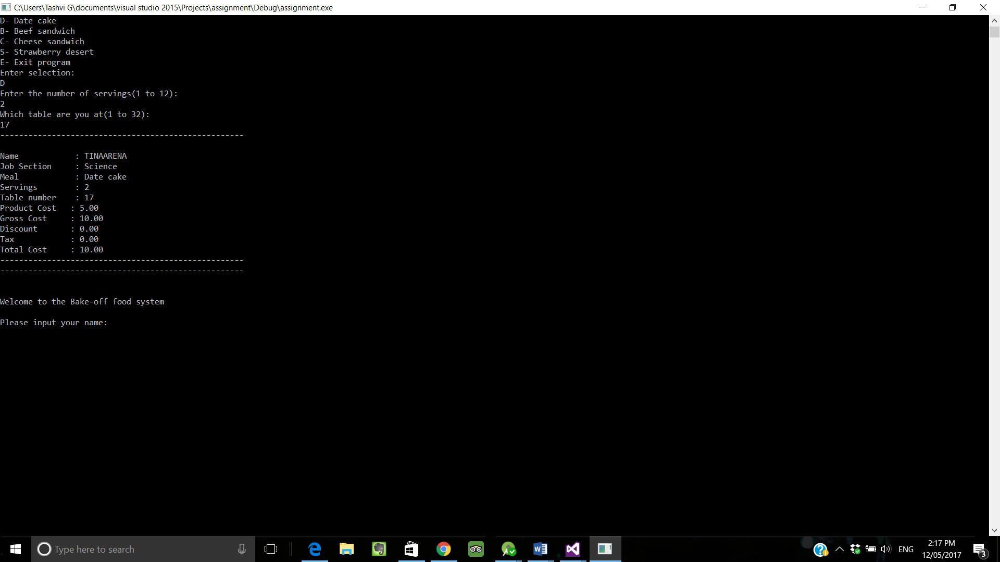 C:\Users\Tashvi G\documents\visual studio 2015\Projects\assignment\Debug\assignment.exe
D- Date cake
B- Beef sandwich
C- Cheese sandwich
S- Strawberry desert
E- Exit program
Enter selection:
D
Enter the number of servings(1 to 12):
2
Which table are you at(1 to 32):
17
----------------------------------------------------
Name            : TINAARENA
Job Section     : Science
Meal            : Date cake
Servings        : 2
Table number    : 17
Product Cost   : 5.00
Gross Cost     : 10.00
Discount       : 0.00
Tax            : 0.00
Total Cost     : 10.00
----------------------------------------------------
----------------------------------------------------
Welcome to the Bake-off food system
Please input your name:
Type here to search
ENG
2:17 PM
12/05/2017
3